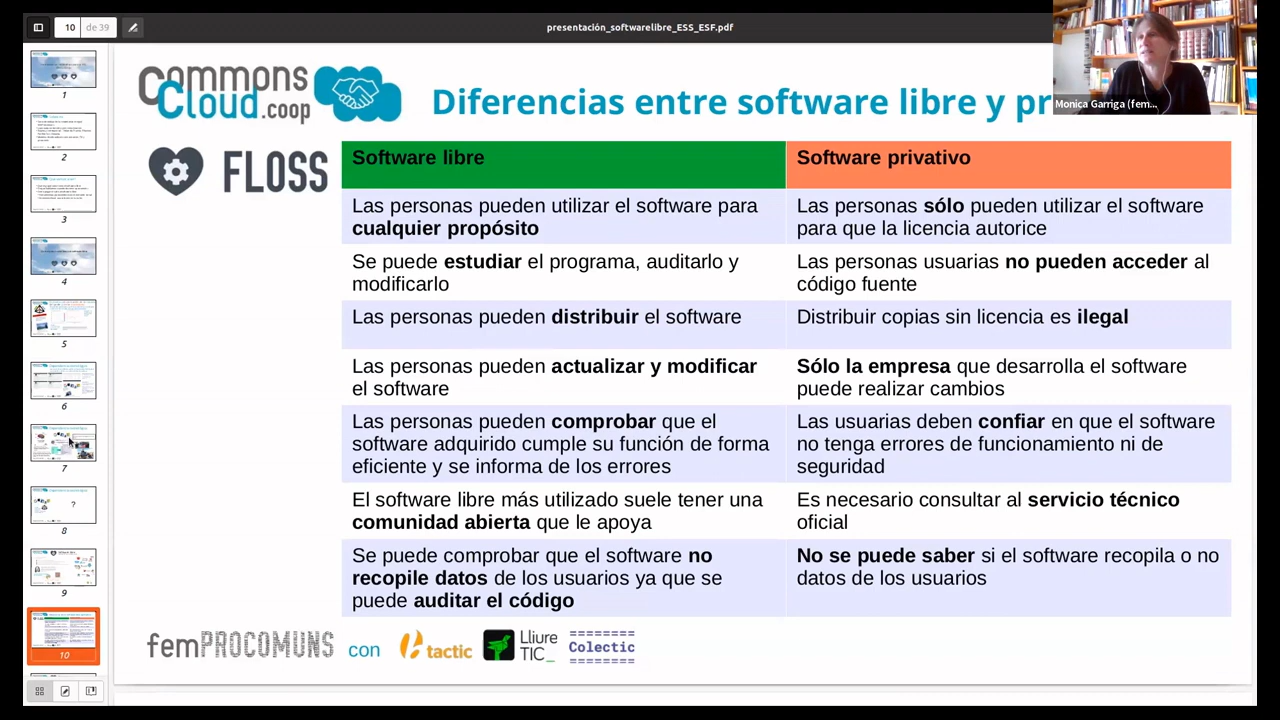 10 de 39
presentación_softwarelibre_ESS_ESF.pdf
Monica Garriga (fem...
Commons
Cloud.coop
Diferencias entre software libre y pr
FLOSS
Software libre
Software privativo
Las personas pueden utilizar el software para
cualquier propósito
Las personas sólo pueden utilizar el software
para que la licencia autorice
Se puede estudiar el programa, auditarlo y
modificarlo
Las personas usuarias no pueden acceder al
código fuente
Las personas pueden distribuir el software
Distribuir copias sin licencia es ilegal
Las personas pueden actualizar y modificar
el software
Sólo la empresa que desarrolla el software
puede realizar cambios
Las personas pueden comprobar que el
software adquirido cumple su función de forma
eficiente y se informa de los errores
Las usuarias deben confiar en que el software
no tenga errores de funcionamiento ni de
seguridad
El software libre más utilizado suele tener una
comunidad abierta que le apoya
Es necesario consultar al servicio técnico
oficial
Se puede comprobar que el software no
recopile datos de los usuarios ya que se
puede auditar el código
No se puede saber si el software recopila o no
datos de los usuarios
femPROCOMUNS con tactic Lliure
TIC_ Colectic
1
2
3
4
5
6
7
?
8
9
10